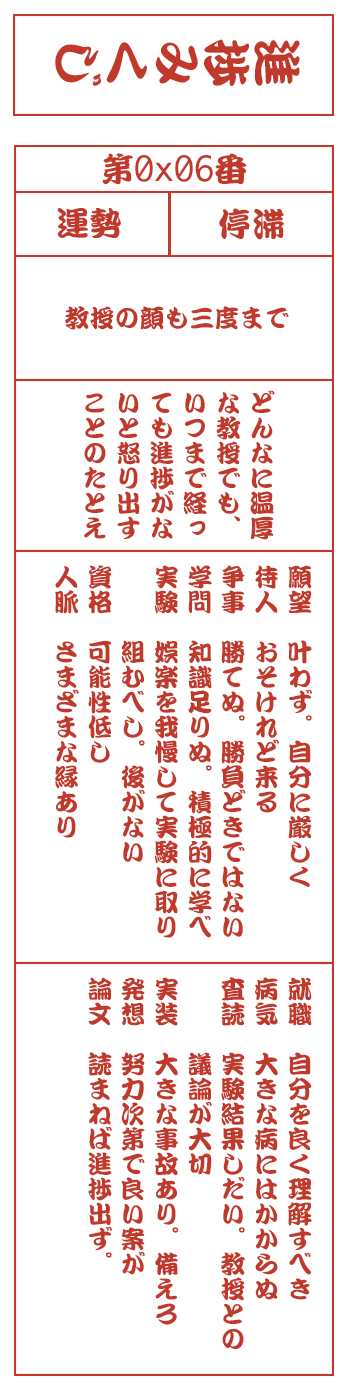 進捗みくじ
第0x06番
運勢
停滞
教授の顔も三度まで
どんなに温厚
な教授でも、
いつまで経っ
ても進捗がな
いと怒り出す
ことのたとえ
願望 叶わず。自分に厳しく
待人 おそけれど来る
争事 勝てぬ。勝負どきではない
学問 知識足りぬ。積極的に学べ
実験 娯楽を我慢して実験に取り
組むべし。後がない
資格 可能性低し
人脈 さまざまな縁あり
就職 自分を良く理解すべき
病気 大きな病にはかからぬ
査読 実験結果しだい。教授との
議論が大切
実装 大きな事故あり。備えろ
発想 努力次第で良い案が
論文 読まねば進捗出ず。